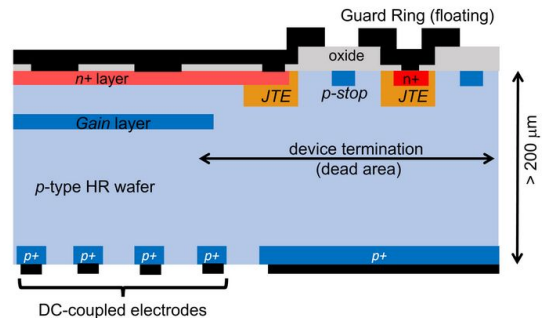 Guard Ring (floating)
oxide
n+ layer
n+
JTE
p-stop
JTE
Gain layer
device termination
(dead area)
> 200 μm
p-type HR wafer
p+
p+
p+
p+
p+
DC-coupled electrodes